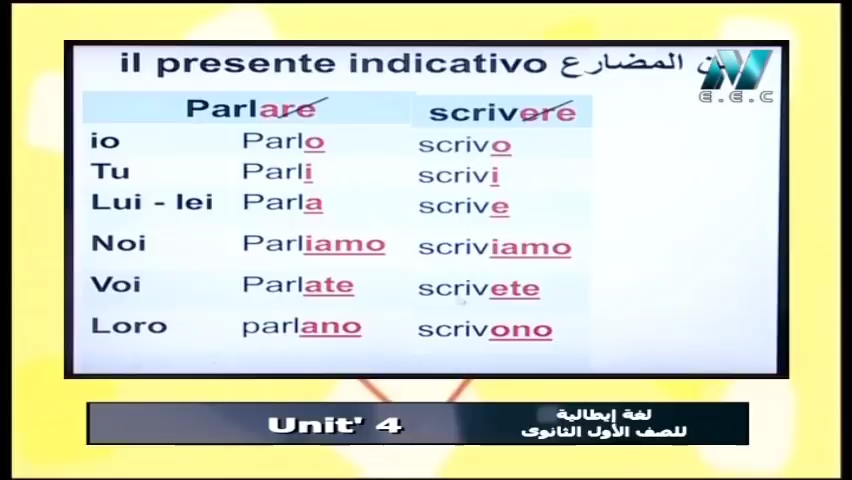 il presente indicativo ن المضارع
E.E.C
Parlare scrivere
io Parlo scrivo
Tu Parli scrivi
Lui - lei Parla scrive
Noi Parliamo scriviamo
Voi Parlate scrivete
Loro parlano scrivono
Unit' 4
لغة إيطالية
للصف الأول الثانوى